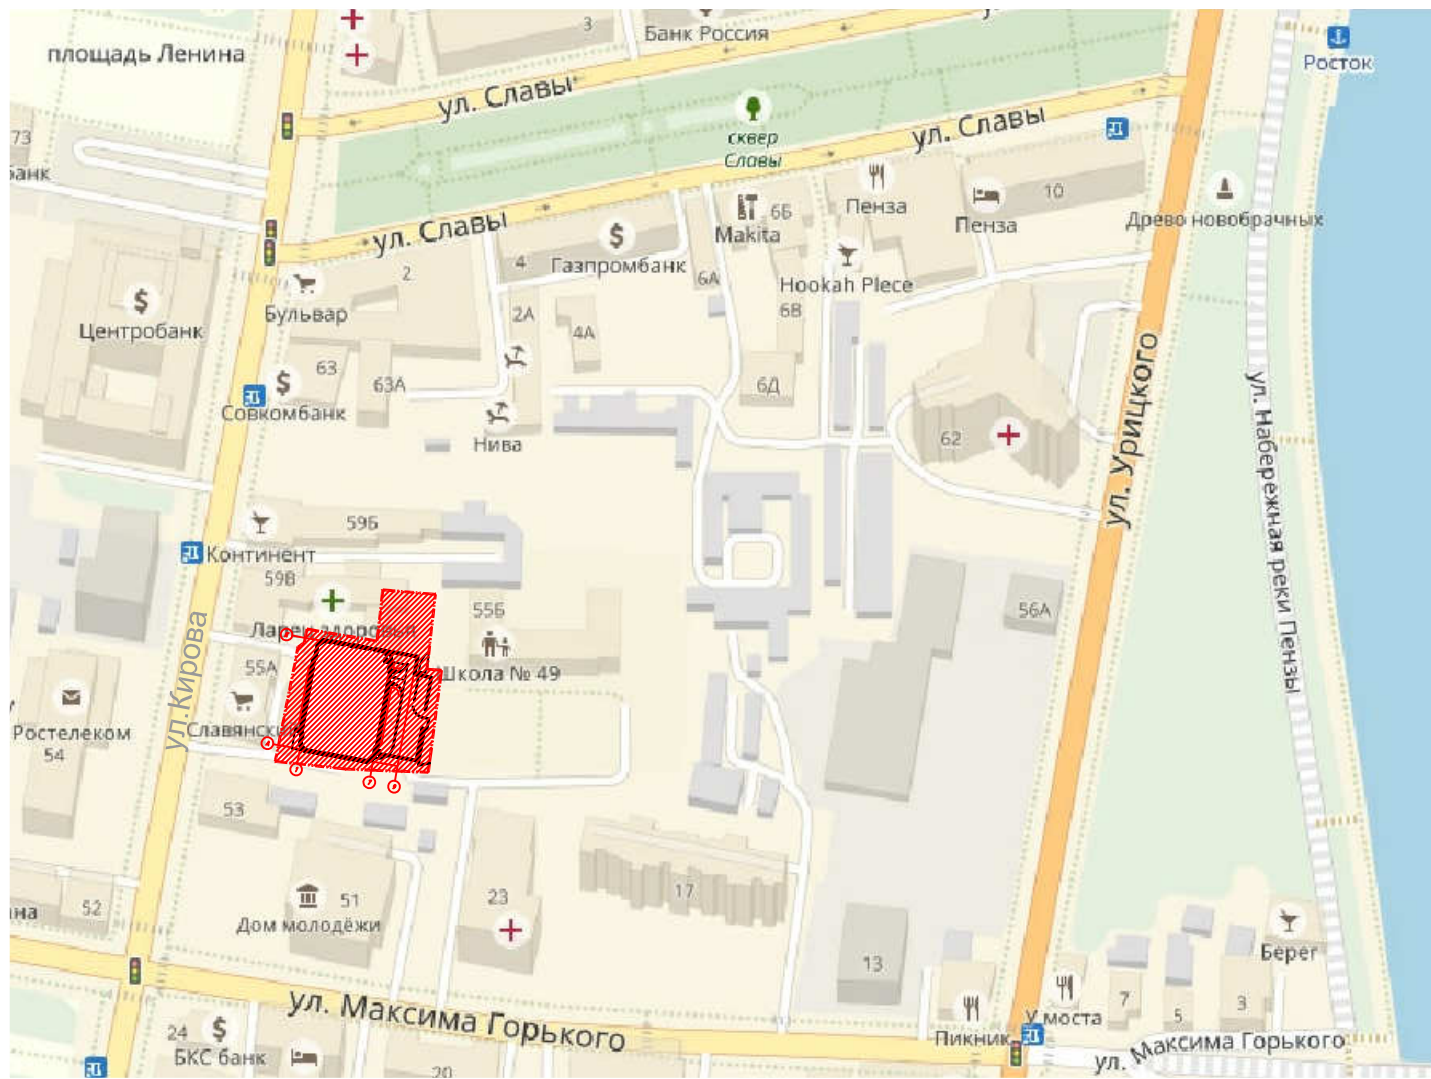 3
Банк Россия
площадь Ленина
Росток
ул. Славы
73
сквер
Славы
ул. Славы
Пенза
10
Пенза
Древо новобрачных
6Б
Makita
ул. Славы
4
Газпромбанк
2
6А
Hookah Plece
Бульвар
2А
6В
Центробанк
4А
63
63А
6Д
Совкомбанк
Нива
62
ул. Урицкого
ул. Набережная реки Пензы
59Б
Континент
59В
55Б
56А
Ларец здоровья
ул.Кирова
55А
Школа № 49
Славянски
Ростелеком
54
53
51
Дом молодёжи
23
17
52
13
Берег
24
БКС банк
ул. Максима Горького
20
Пикник
У моста
7
5
3
ул. Максима Горького